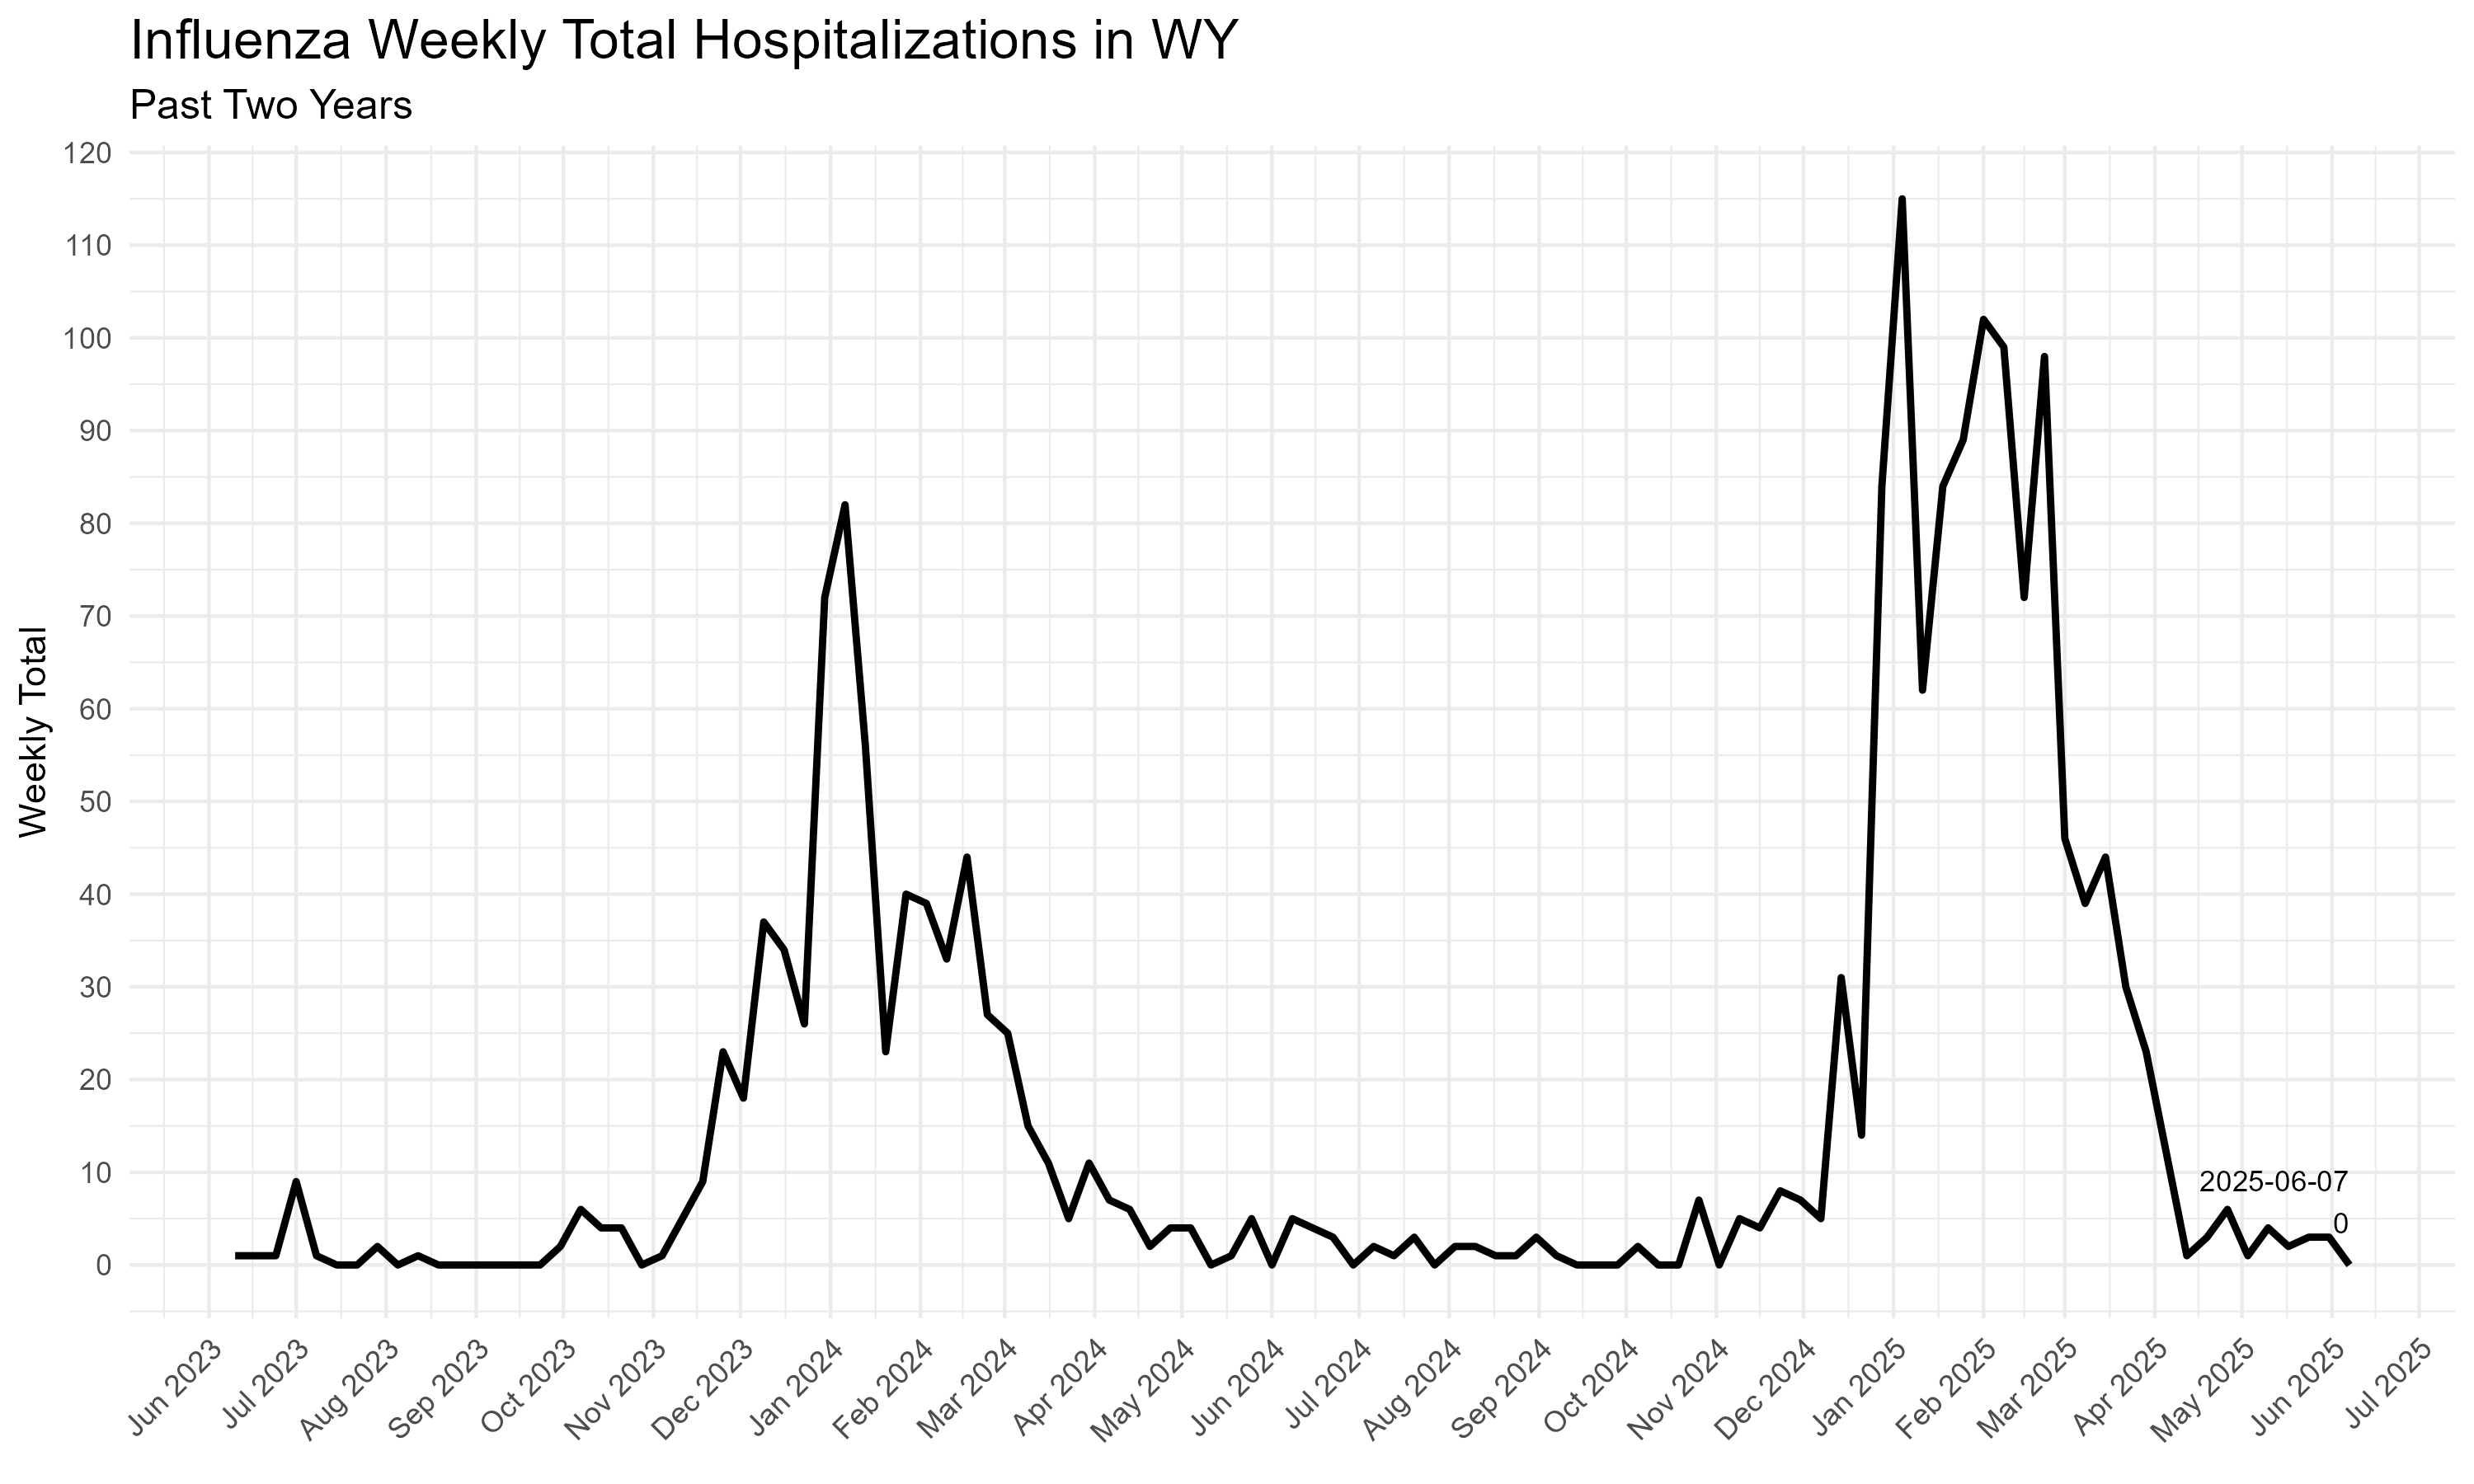 Influenza Weekly Total Hospitalizations in WY
Past Two Years
Weekly Total
120
110
100
90
80
70
60
50
40
30
20
10
0
2025-06-07
0
Jun 2023
Jul 2023
Aug 2023
Sep 2023
Oct 2023
Nov 2023
Dec 2023
Jan 2024
Feb 2024
Mar 2024
Apr 2024
May 2024
Jun 2024
Jul 2024
Aug 2024
Sep 2024
Oct 2024
Nov 2024
Dec 2024
Jan 2025
Feb 2025
Mar 2025
Apr 2025
May 2025
Jun 2025
Jul 2025